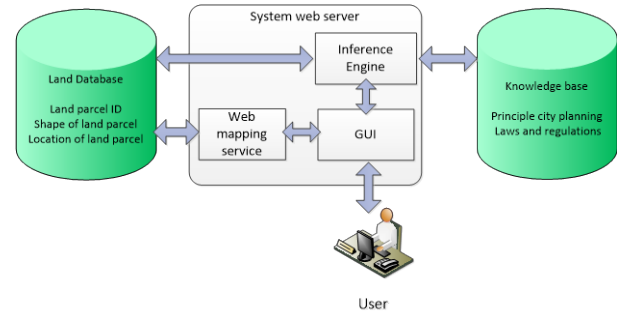 System web server
Land Database
Land parcel ID
Shape of land parcel
Location of land parcel
Inference
Engine
Web
mapping
service
GUI
Knowledge base
Principle city planning
Laws and regulations
User